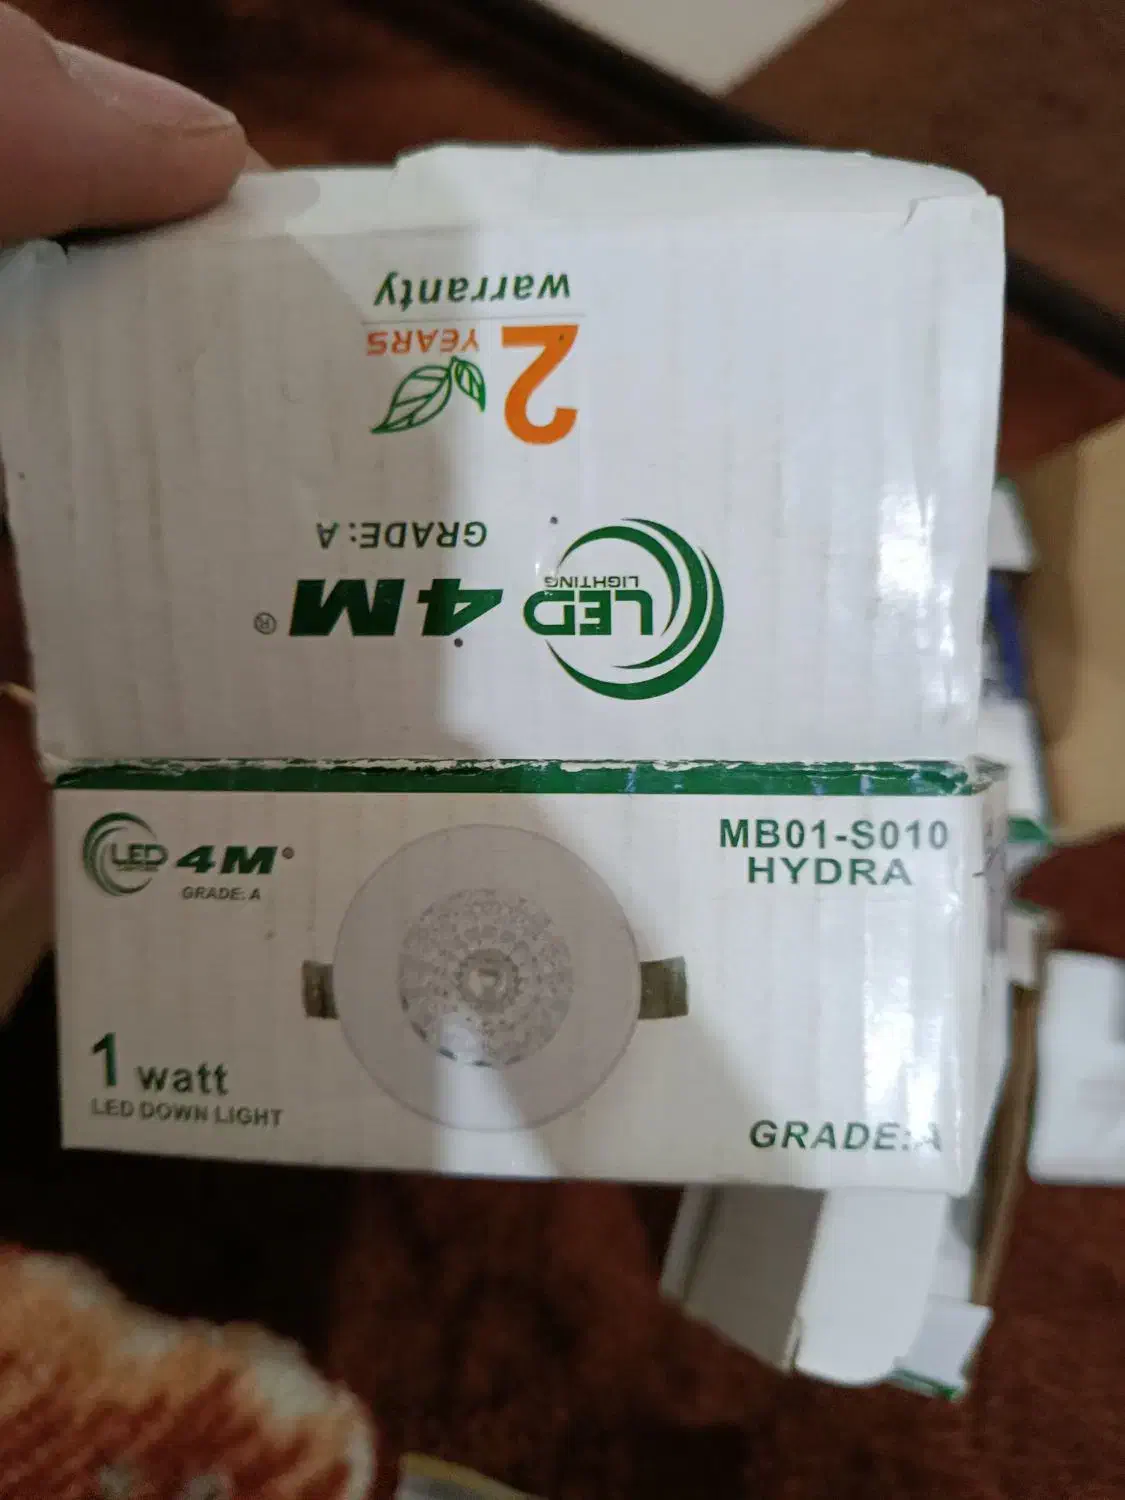 warranty
2 YEARS
GRADE: A
LED LIGHTING 4M®
LED 4M®
GRADE: A
MB01-S010
HYDRA
1 watt
LED DOWN LIGHT
GRADE:A